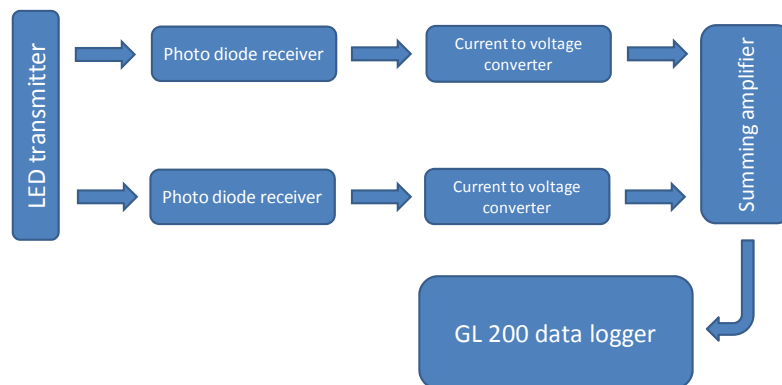 LED transmitter
Photo diode receiver
Current to voltage
converter
Photo diode receiver
Current to voltage
converter
Summing amplifier
GL 200 data logger